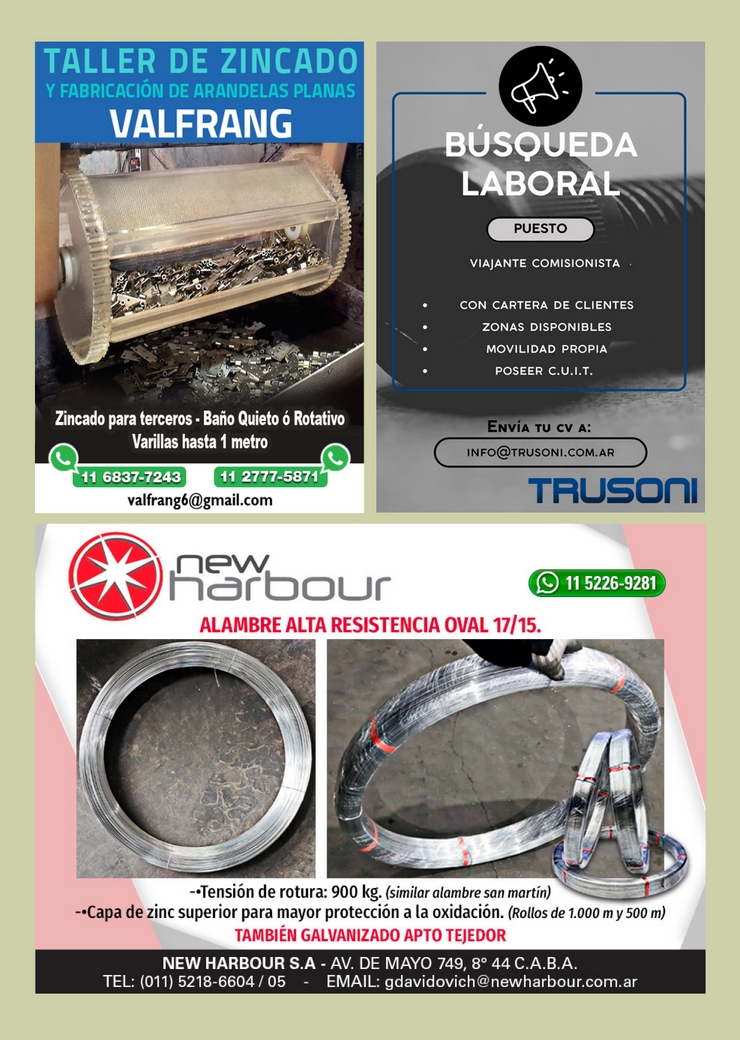 TALLER DE ZINCADO
Y FABRICACIÓN DE ARANDELAS PLANAS
VALFRANG
Zincado para terceros - Baño Quieto ó Rotativo
Varillas hasta 1 metro
11 6837-7243
11 2777-5871
valfrang6@gmail.com
BÚSQUEDA
LABORAL
PUESTO
VIAJANTE COMISIONISTA .
• CON CARTERA DE CLIENTES
• ZONAS DISPONIBLES
• MOVILIDAD PROPIA
• POSEER C.U.I.T.
ENVÍA TU CV A:
INFO@TRUSONI.COM.AR
TRUSONI
new
harbour
11 5226-9281
ALAMBRE ALTA RESISTENCIA OVAL 17/15.
-•Tensión de rotura: 900 kg. (similar alambre san martín)
-•Capa de zinc superior para mayor protección a la oxidación. (Rollos de 1.000 m y 500 m)
TAMBIÉN GALVANIZADO APTO TEJEDOR
NEW HARBOUR S.A - AV. DE MAYO 749, 8° 44 C.A.B.A.
TEL: (011) 5218-6604 / 05 - EMAIL: gdavidovich@newharbour.com.ar